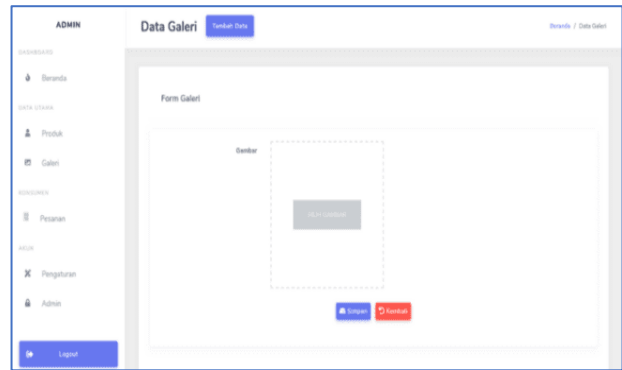 ADMIN
Data Galeri
Tambah Data
Beranda / Data Galeri
DASHBOARD
Beranda
DATA UTAMA
Produk
Galeri
KONSUMEN
Pesanan
AKUN
Pengaturan
Admin
Logout
Form Galeri
Gambar
Simpan
Kembali